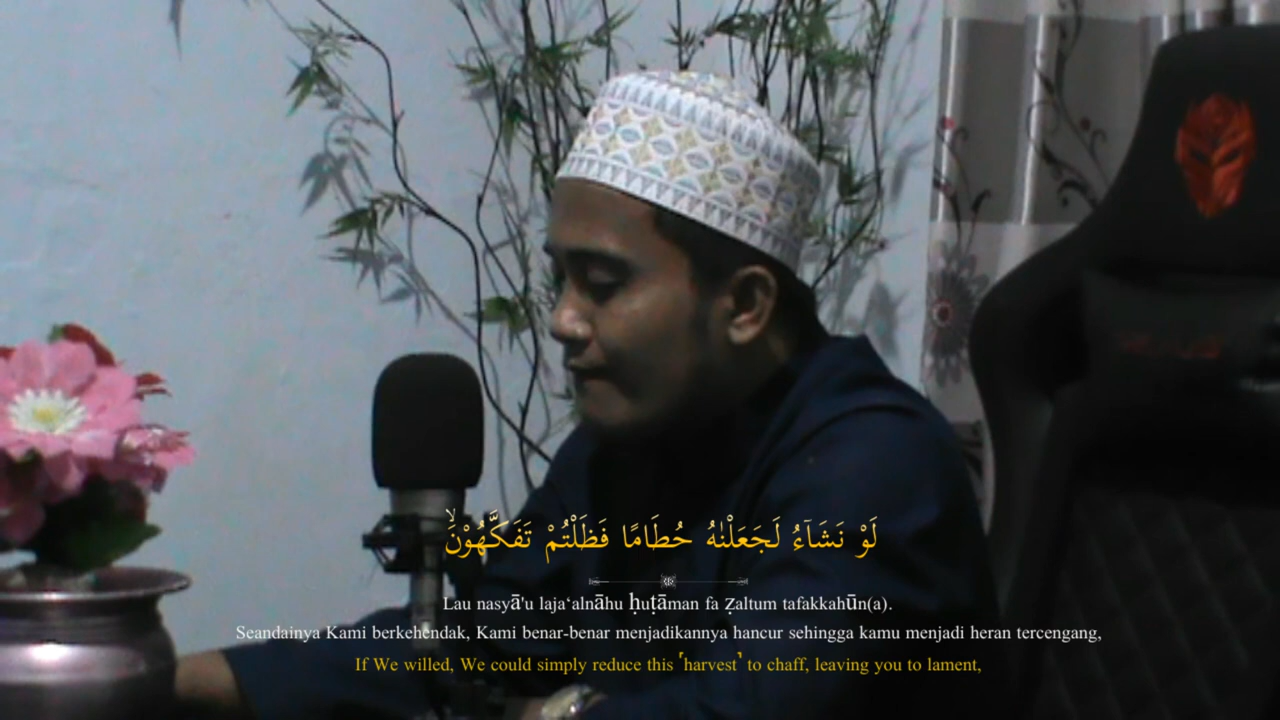 لَوْ نَشَاۤءُ لَجَعَلْنٰهُ حُطَامًا فَظَلْتُمْ تَفَكَّهُوْنَۙ
Lau nasyā'u laja‘alnāhu ḥuṭāman fa ẓaltum tafakkahūn(a).
Seandainya Kami berkehendak, Kami benar-benar menjadikannya hancur sehingga kamu menjadi heran tercengang,
If We willed, We could simply reduce this ˹harvest˺ to chaff, leaving you to lament,